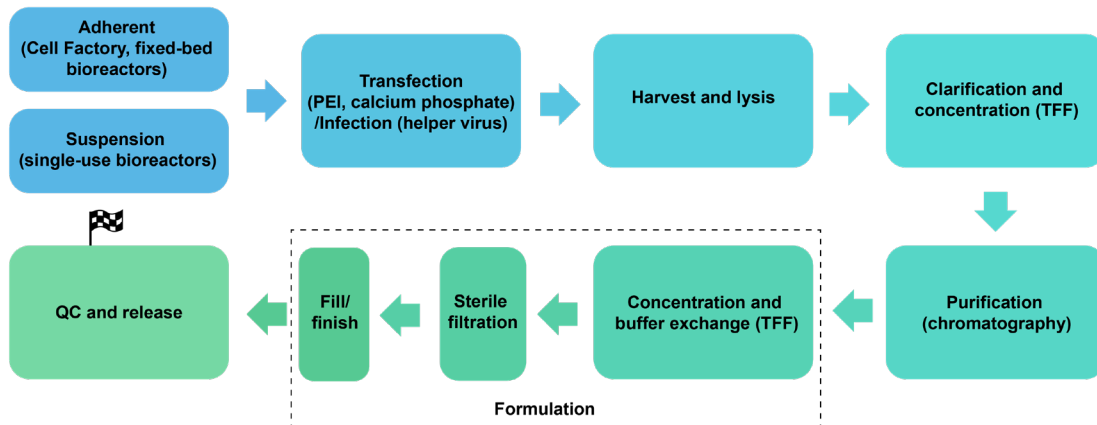 Adherent
(Cell Factory, fixed-bed
bioreactors)
Suspension
(single-use bioreactors)
Transfection
(PEI, calcium phosphate)
/Infection (helper virus)
Harvest and lysis
Clarification and
concentration (TFF)
Purification
(chromatography)
Concentration and
buffer exchange (TFF)
Sterile
filtration
Fill/
finish
Formulation
QC and release